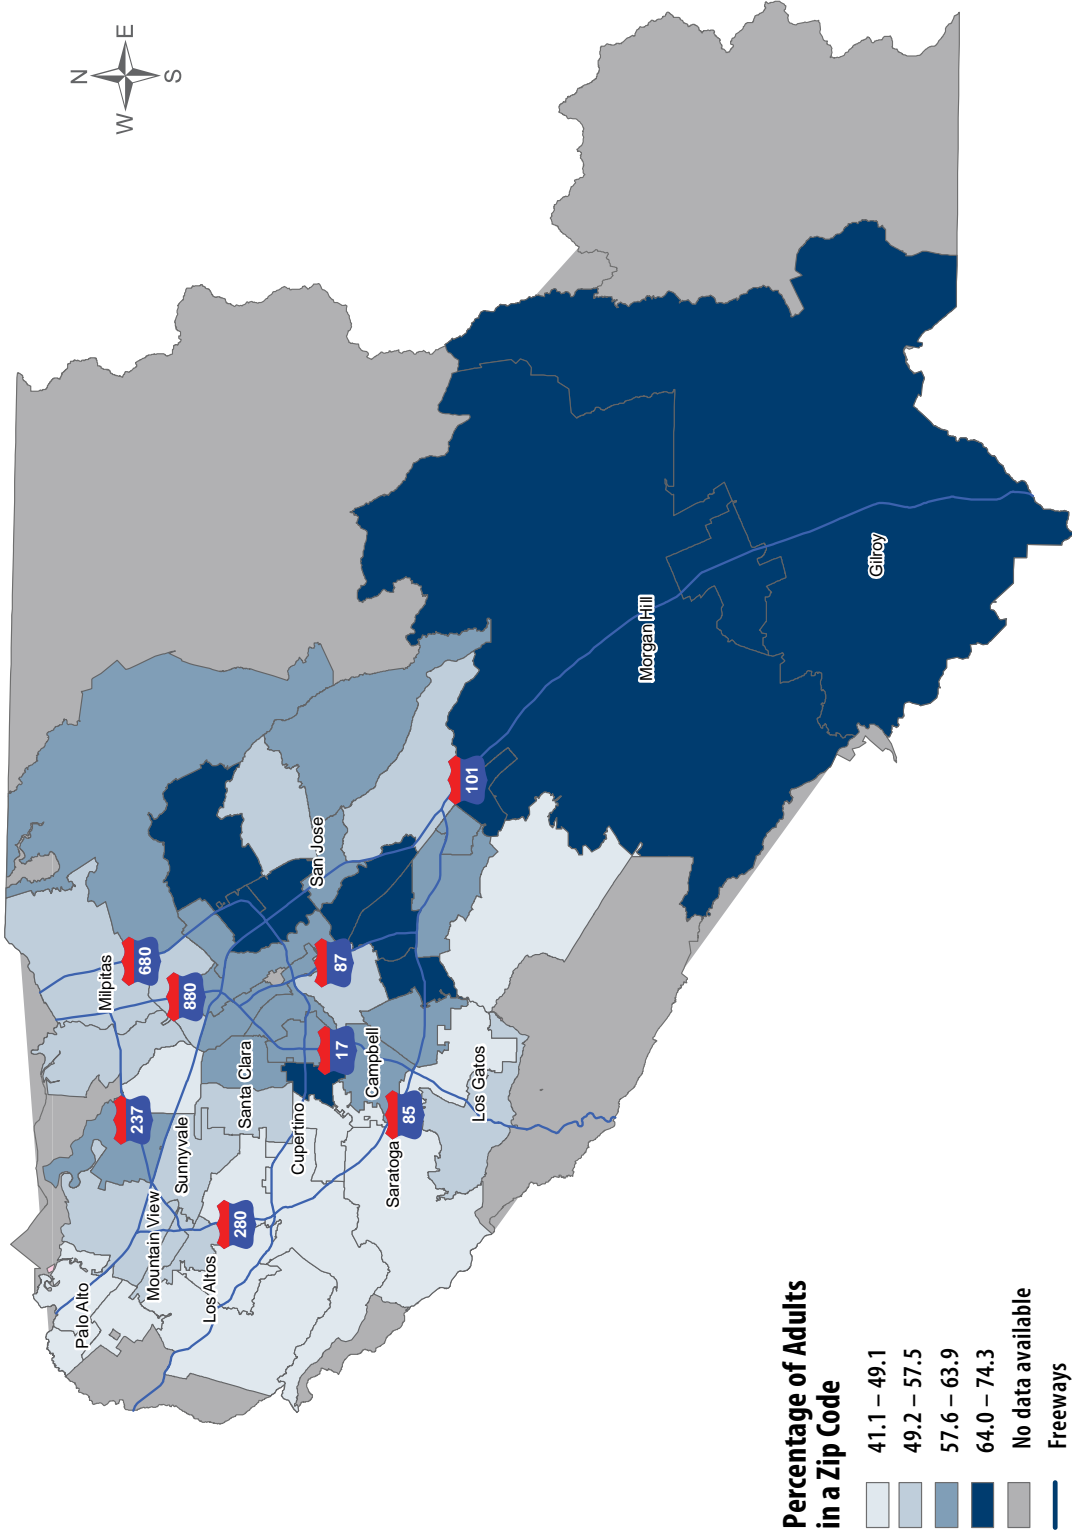 N
W
E
S
Palo Alto
Mountain View
Los Altos
Sunnyvale
Santa Clara
Cupertino
Saratoga
Campbell
Los Gatos
Milpitas
San Jose
Morgan Hill
Gilroy
237
680
880
280
87
17
85
101
Percentage of Adults
in a Zip Code
41.1 – 49.1
49.2 – 57.5
57.6 – 63.9
64.0 – 74.3
No data available
Freeways